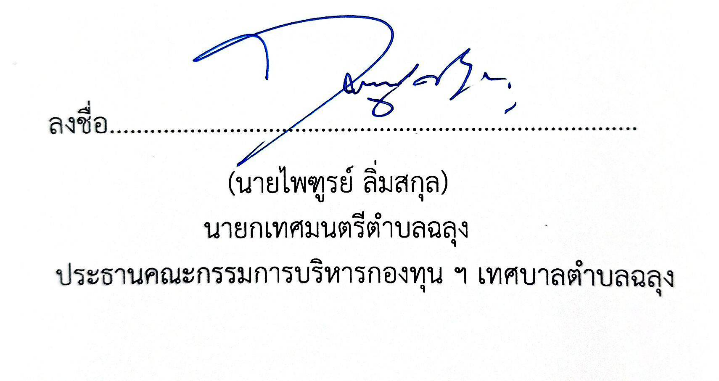 ลงชื่อ......................................................................
(นายไพฑูรย์ ลิ่มสกุล)
นายกเทศมนตรีตำบลฉลุง
ประธานคณะกรรมการบริหารกองทุน ฯ เทศบาลตำบลฉลุง